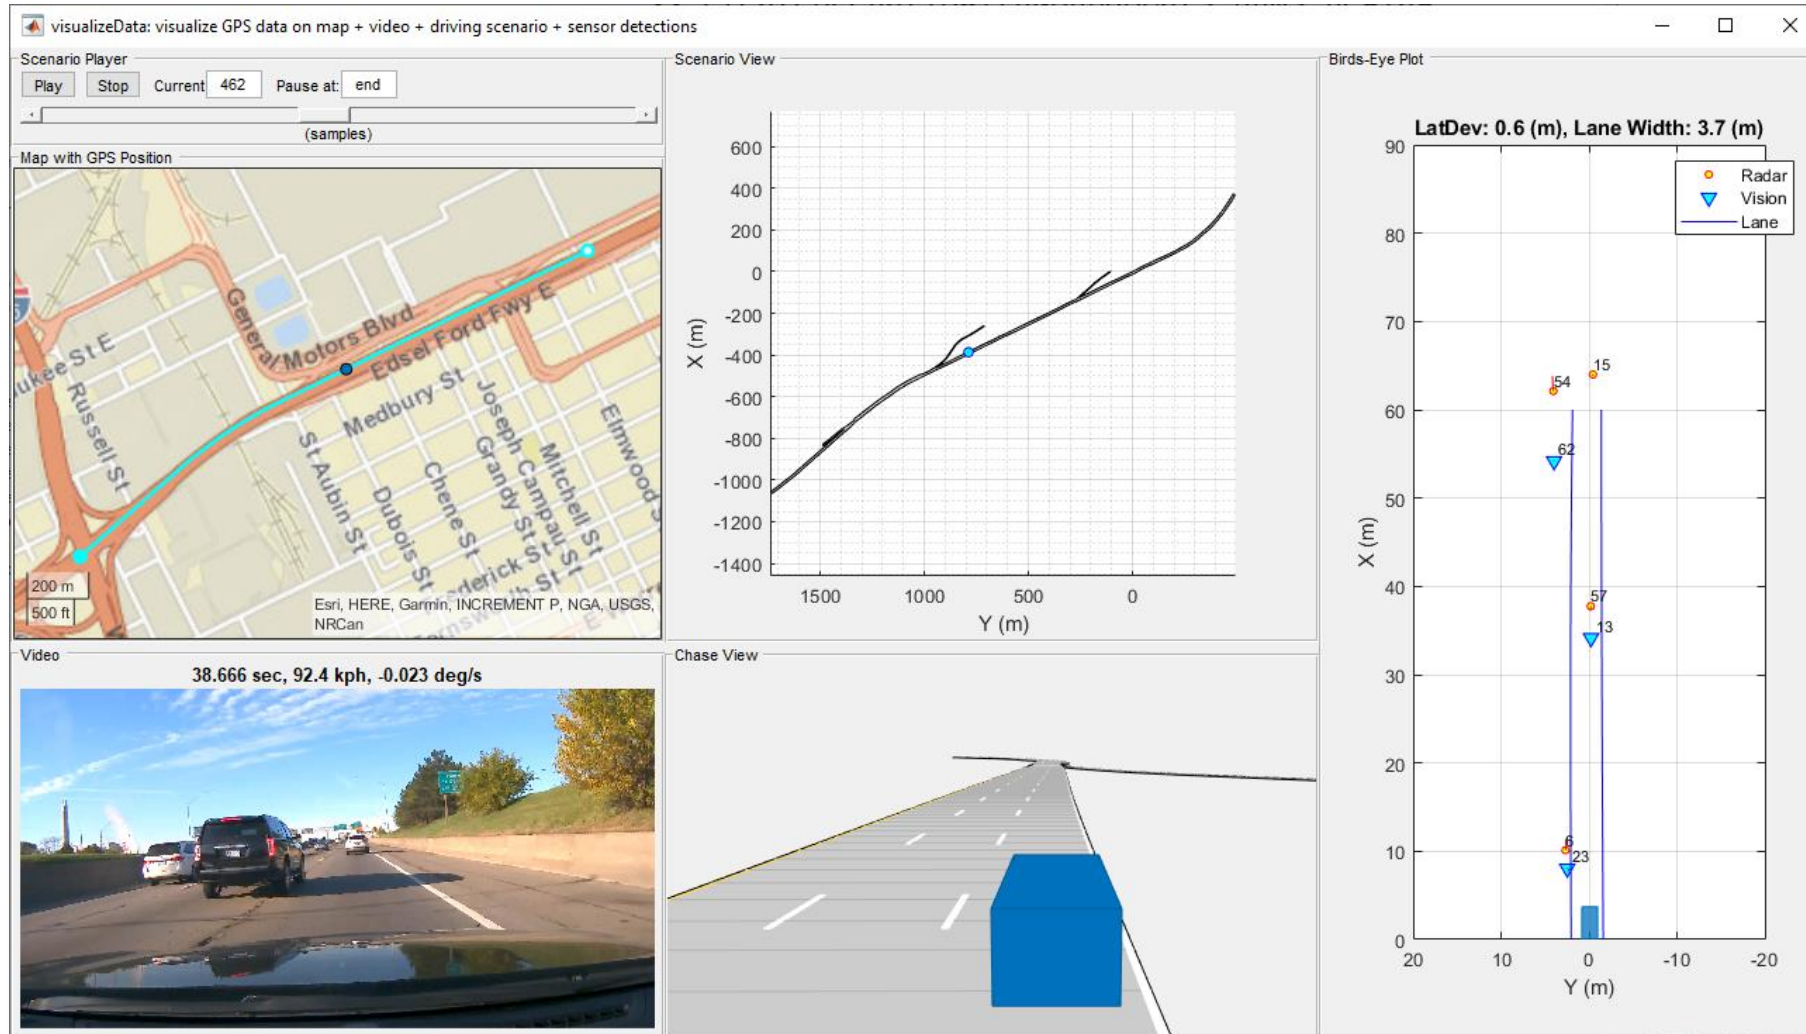 visualizeData: visualize GPS data on map + video + driving scenario + sensor detections
Scenario Player
Play Stop Current 462 Pause at: end
(samples)
Map with GPS Position
General Motors Blvd
Edsel Ford Fwy E
ukee St E
Russell St
Medbury St
St Aubin St
Dubois St
Chene St
Grandy St
Joseph Campau St
Mitchell St
Elmwood S
Frederick St
200 m
500 ft
Esri, HERE, Garmin, INCREMENT P, NGA, USGS,
NRCan
Scenario View
600
400
200
0
-200
-400
-600
-800
-1000
-1200
-1400
X (m)
1500 1000 500 0
Y (m)
Video
38.666 sec, 92.4 kph, -0.023 deg/s
Chase View
Birds-Eye Plot
LatDev: 0.6 (m), Lane Width: 3.7 (m)
Radar
Vision
Lane
90
80
70
60
50
40
30
20
10
0
X (m)
15
54
62
57
13
6
23
20 10 0 -10 -20
Y (m)